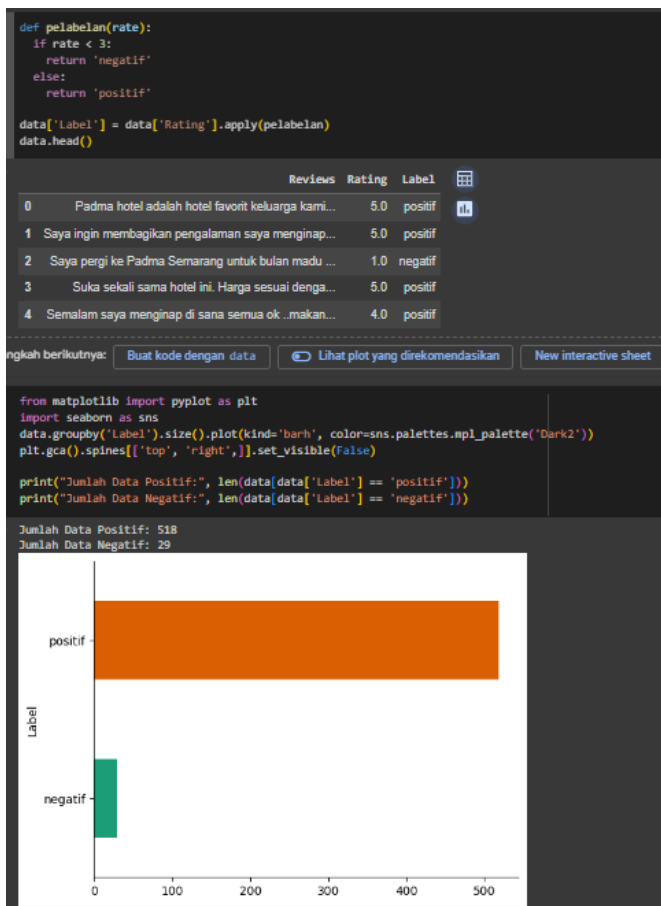 def pelabelan(rate):
if rate < 3:
return 'negatif'
else:
return 'positif'
data['Label'] = data['Rating'].apply(pelabelan)
data.head()
Reviews Rating Label
0 Padma hotel adalah hotel favorit keluarga kami... 5.0 positif
1 Saya ingin membagikan pengalaman saya menginap... 5.0 positif
2 Saya pergi ke Padma Semarang untuk bulan madu ... 1.0 negatif
3 Suka sekali sama hotel ini. Harga sesuai denga... 5.0 positif
4 Semalam saya menginap di sana semua ok ..makan... 4.0 positif
ngkah berikutnya: Buat kode dengan data Lihat plot yang direkomendasikan New interactive sheet
from matplotlib import pyplot as plt
import seaborn as sns
data.groupby('Label').size().plot(kind='barh', color=sns.palettes.mpl_palette('Dark2'))
plt.gca().spines[['top', 'right',]].set_visible(False)
print("Jumlah Data Positif:", len(data[data['Label'] == 'positif']))
print("Jumlah Data Negatif:", len(data[data['Label'] == 'negatif']))
Jumlah Data Positif: 518
Jumlah Data Negatif: 29
positif
Label
negatif
0 100 200 300 400 500